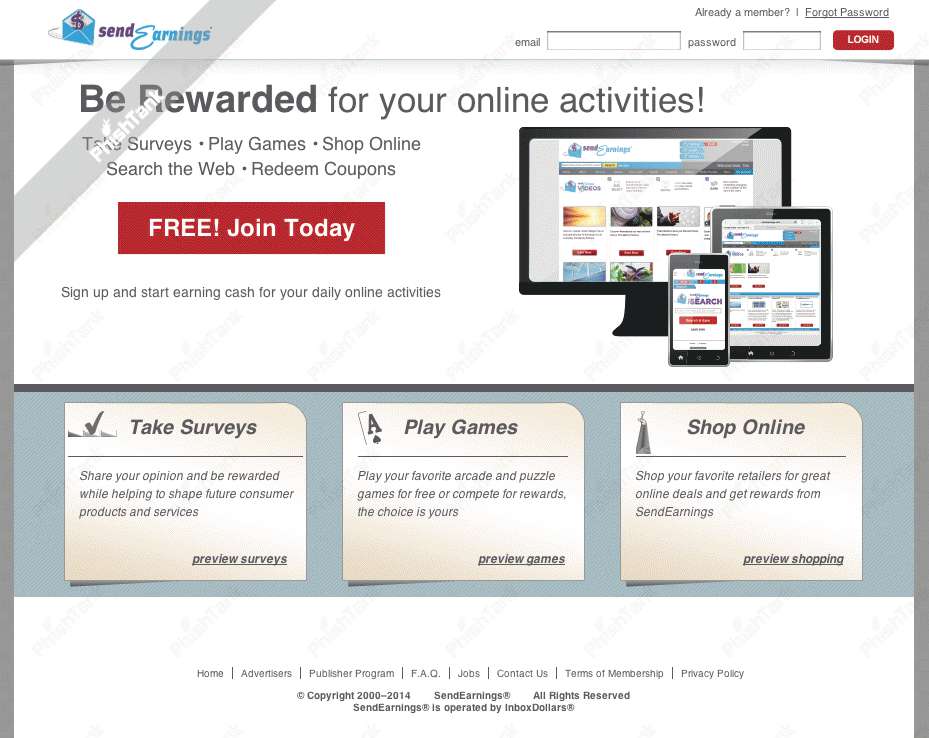 Already a member? | Forgot Password
sendEarnings®
email password LOGIN
Be Rewarded for your online activities!
PhishTank
Take Surveys • Play Games • Shop Online
Search the Web • Redeem Coupons
FREE! Join Today
Sign up and start earning cash for your daily online activities
sendEarnings
VIDEOS
sendEarnings
sendEarnings
SEARCH
Take Surveys
Share your opinion and be rewarded
while helping to shape future consumer
products and services
preview surveys
Play Games
Play your favorite arcade and puzzle
games for free or compete for rewards,
the choice is yours
preview games
Shop Online
Shop your favorite retailers for great
online deals and get rewards from
SendEarnings
preview shopping
Home | Advertisers | Publisher Program | F.A.Q. | Jobs | Contact Us | Terms of Membership | Privacy Policy
© Copyright 2000–2014 SendEarnings® All Rights Reserved
SendEarnings® is operated by InboxDollars®